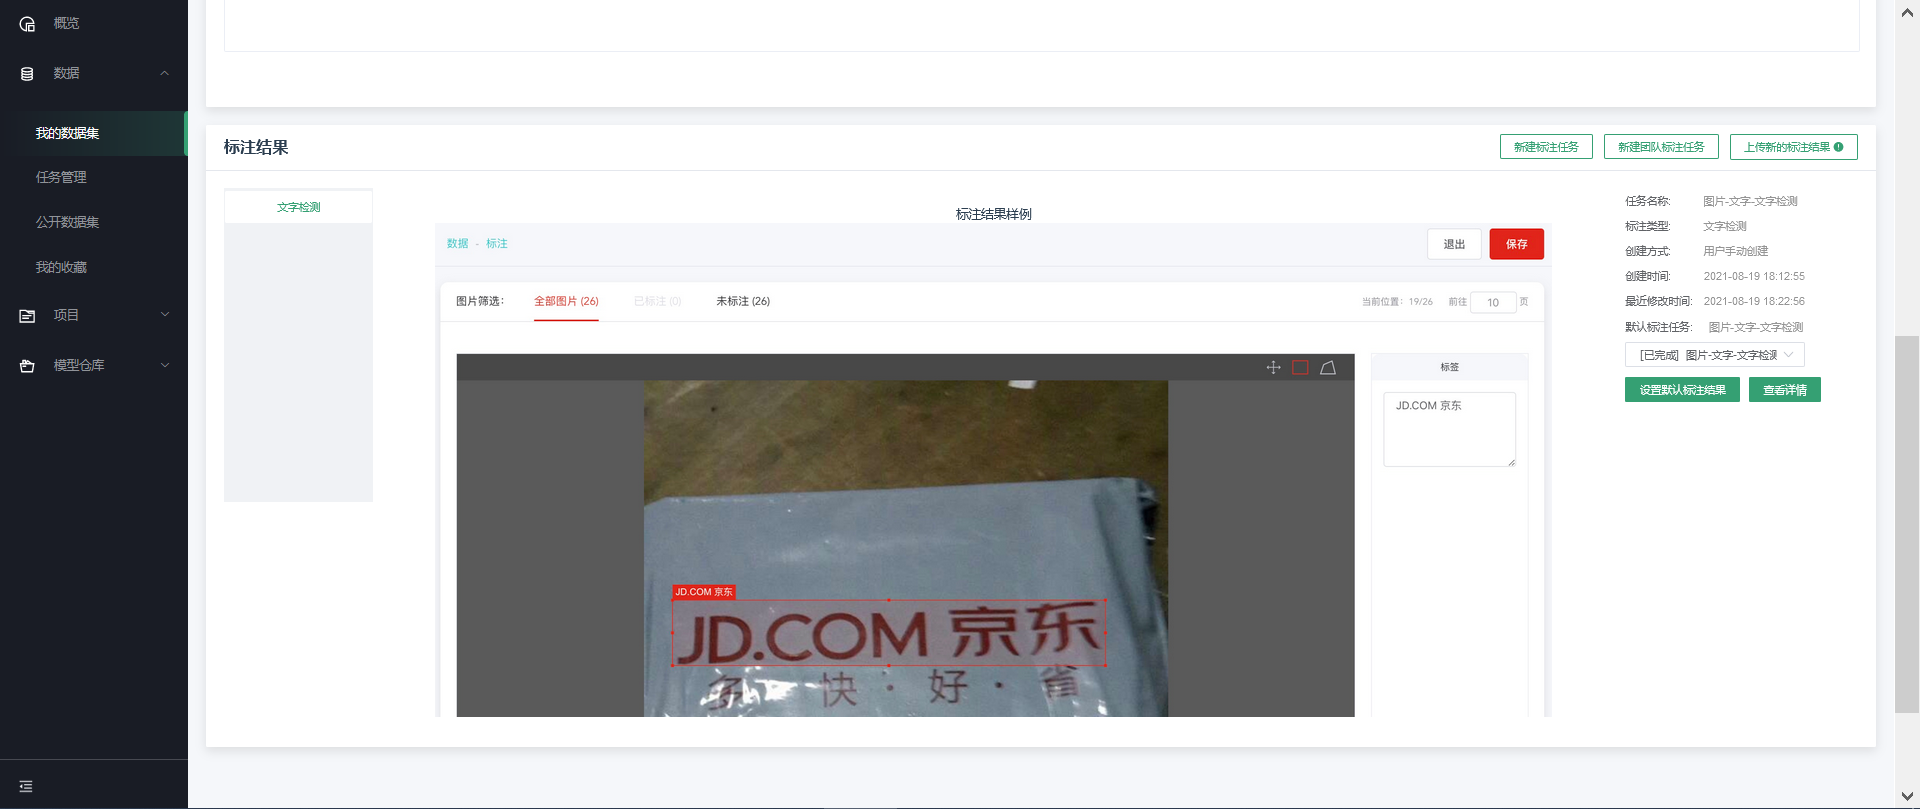 概览
数据
我的数据集
任务管理
公开数据集
我的收藏
项目
模型仓库
标注结果
新建标注任务
新建团队标注任务
上传新的标注结果
文字检测
标注结果样例
数据 - 标注
退出
保存
图片筛选：
全部图片 (26)
已标注 (0)
未标注 (26)
当前位置：19/26
前往 10 页
标签
JD.COM 京东
JD.COM 京东
JD.COM 京东
多 快·好·省
任务名称: 图片-文字-文字检测
标注类型: 文字检测
创建方式: 用户手动创建
创建时间: 2021-08-19 18:12:55
最近修改时间: 2021-08-19 18:22:56
默认标注任务: 图片-文字-文字检测
[已完成] 图片-文字-文字检测
设置默认标注结果
查看详情